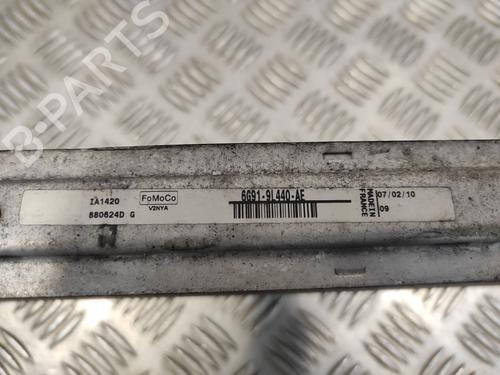 B-PARTS
IA1420
880624D G
FoMoCo
V2NYA
6G91-9L440-AE
MADE IN
FRANCE
07/02/10
09